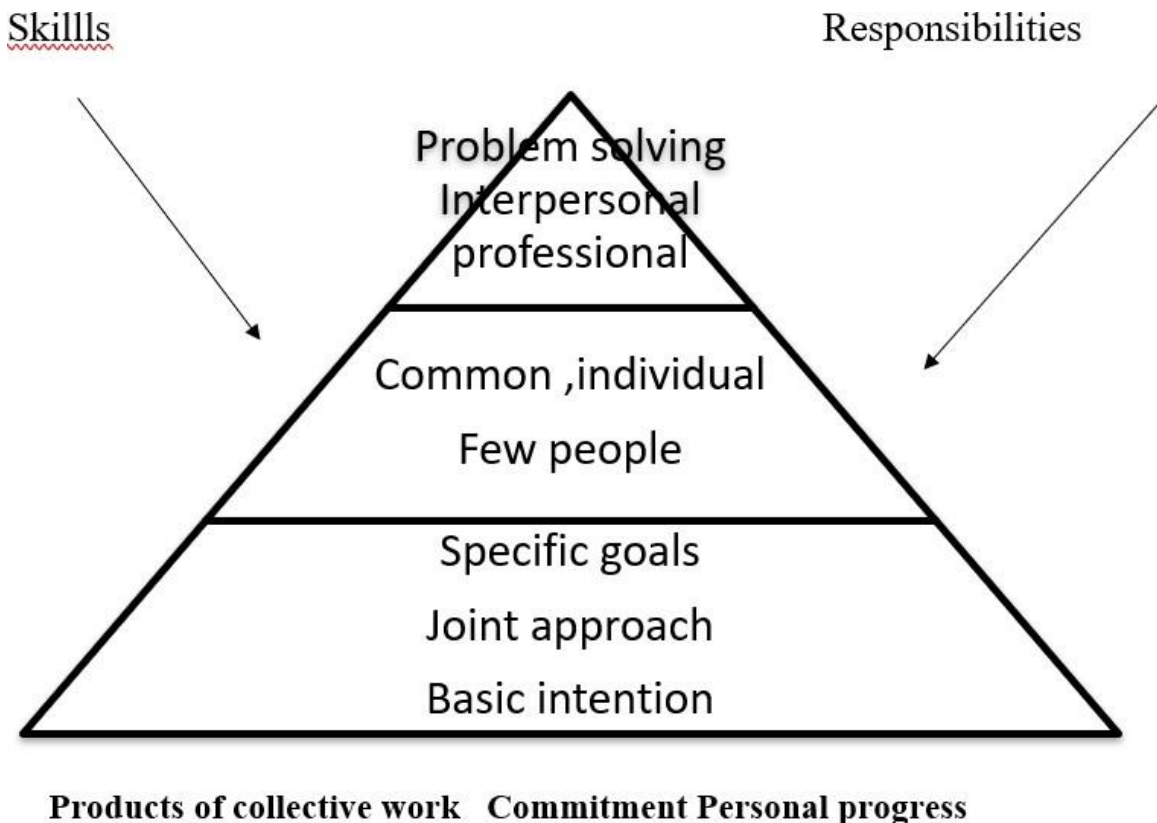 Skillls
Responsibilities
Problem solving
Interpersonal
professional
Common ,individual
Few people
Specific goals
Joint approach
Basic intention
Products of collective work   Commitment Personal progress